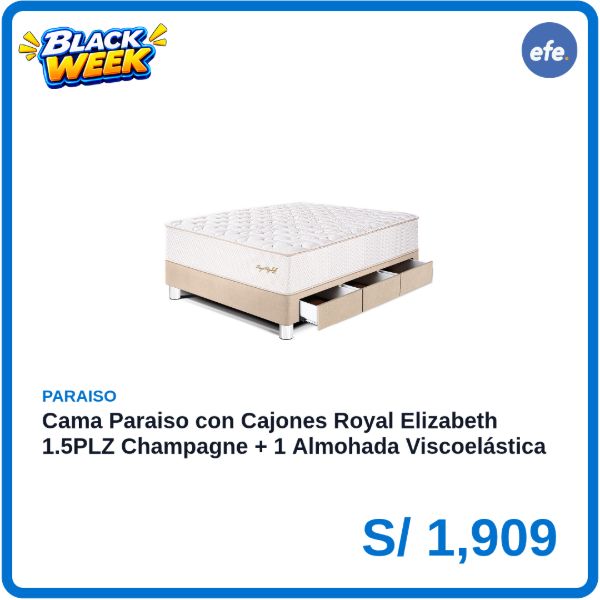 BLACK
WEEK
efe.
PARAISO
Cama Paraiso con Cajones Royal Elizabeth
1.5PLZ Champagne + 1 Almohada Viscoelástica
S/ 1,909